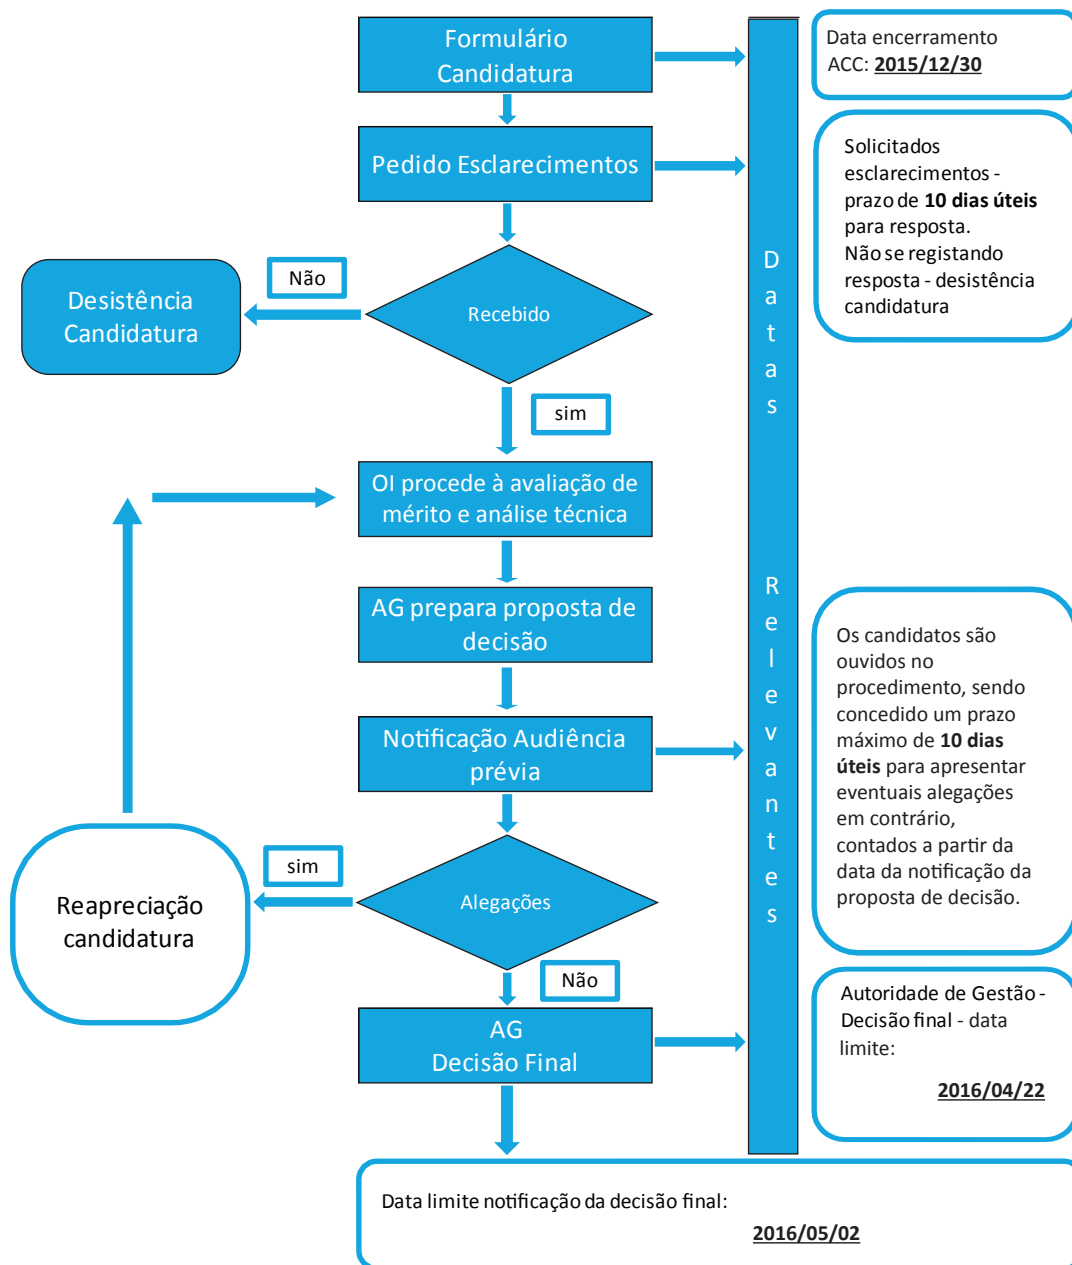 Formulário
Candidatura
Data encerramento
ACC: 2015/12/30
Pedido Esclarecimentos
Solicitados
esclarecimentos -
prazo de 10 dias úteis
para resposta.
Não se registando
resposta - desistência
candidatura
Não
Desistência
Candidatura
Recebido
sim
Datas
Relevantes
OI procede à avaliação de
mérito e análise técnica
AG prepara proposta de
decisão
Notificação Audiência
prévia
Os candidatos são
ouvidos no
procedimento, sendo
concedido um prazo
máximo de 10 dias
úteis para apresentar
eventuais alegações
em contrário,
contados a partir da
data da notificação da
proposta de decisão.
sim
Reapreciação
candidatura
Alegações
Não
AG
Decisão Final
Autoridade de Gestão -
Decisão final - data
limite:
2016/04/22
Data limite notificação da decisão final:
2016/05/02